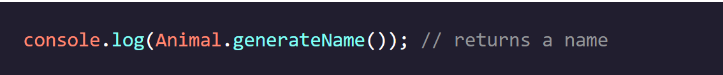 console.log(Animal.generateName()); // returns a name